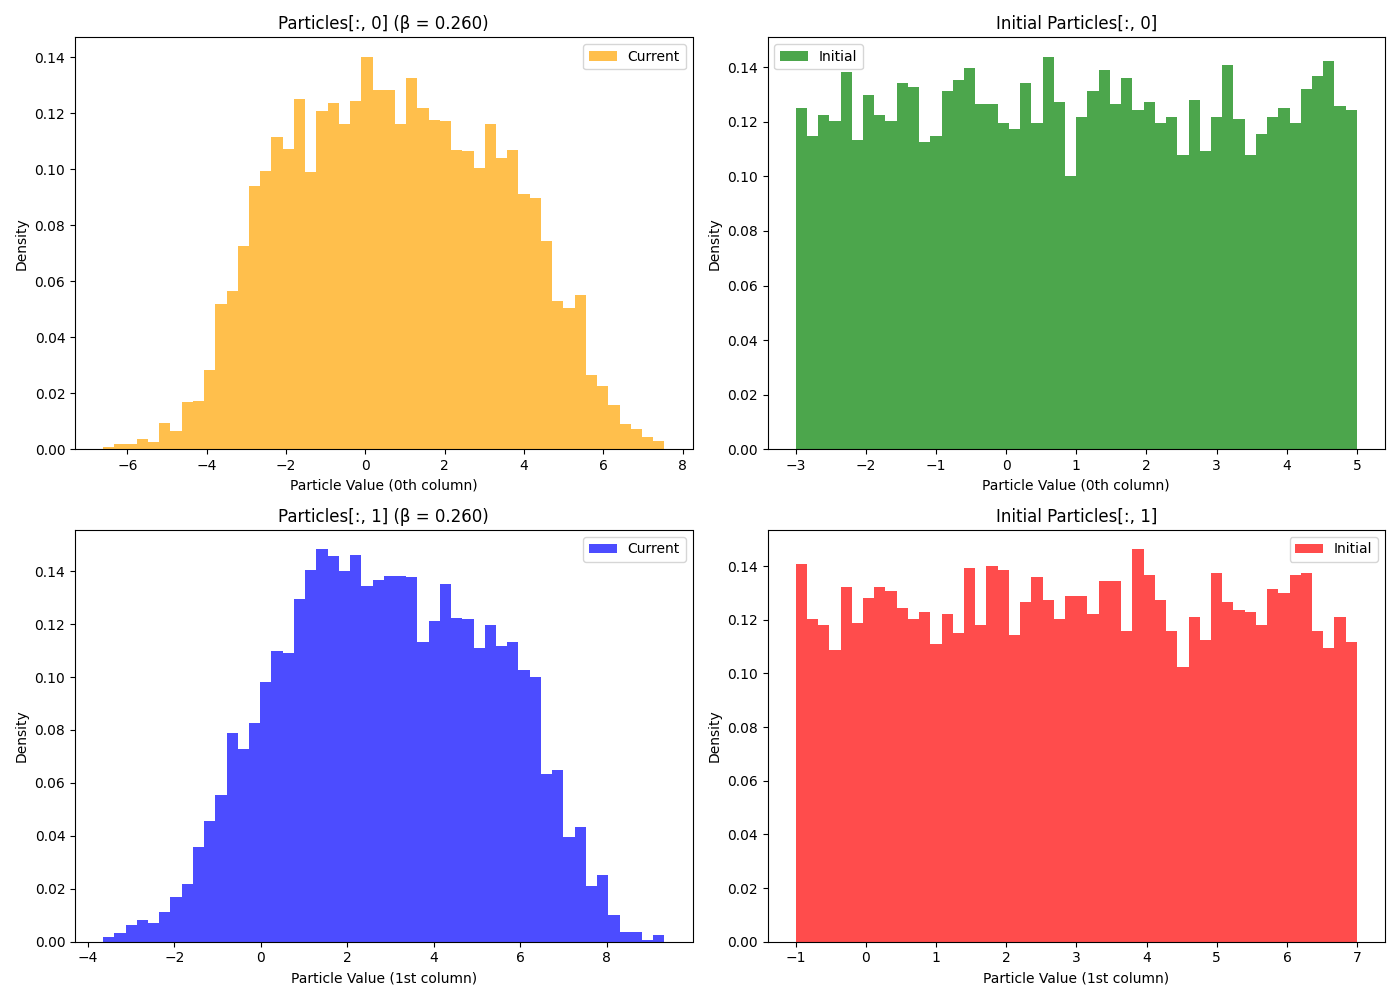 Particles[:, 0] (β = 0.260)
Current
0.14
0.12
0.10
0.08
0.06
0.04
0.02
0.00
Density
−6 −4 −2 0 2 4 6 8
Particle Value (0th column)
Initial Particles[:, 0]
Initial
0.14
0.12
0.10
0.08
0.06
0.04
0.02
0.00
Density
−3 −2 −1 0 1 2 3 4 5
Particle Value (0th column)
Particles[:, 1] (β = 0.260)
Current
0.14
0.12
0.10
0.08
0.06
0.04
0.02
0.00
Density
−4 −2 0 2 4 6 8
Particle Value (1st column)
Initial Particles[:, 1]
Initial
0.14
0.12
0.10
0.08
0.06
0.04
0.02
0.00
Density
−1 0 1 2 3 4 5 6 7
Particle Value (1st column)